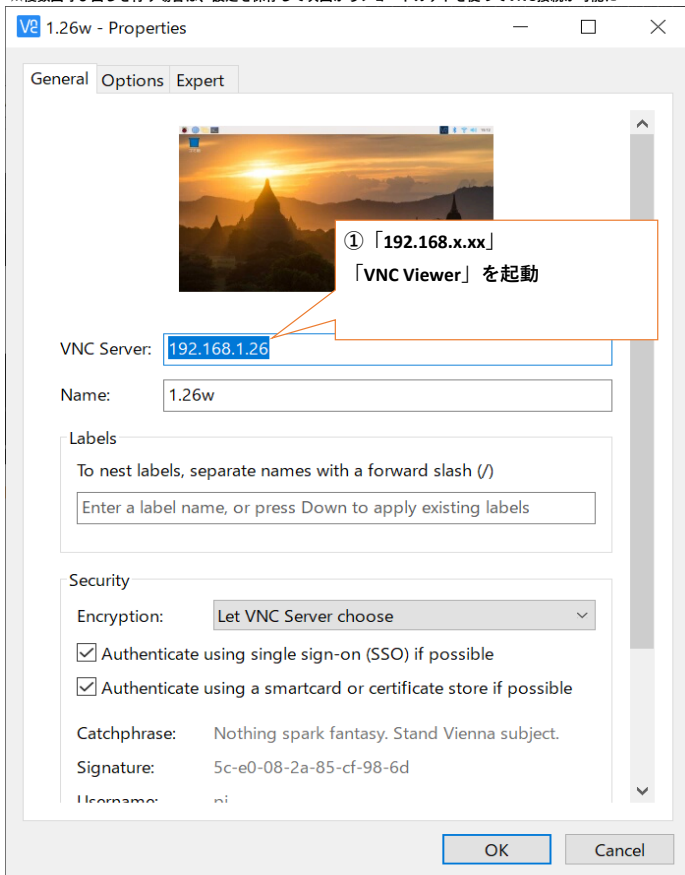 1.26w - Properties
General Options Expert
①「192.168.x.xx」
「VNC Viewer」を起動
VNC Server: 192.168.1.26
Name: 1.26w
Labels
To nest labels, separate names with a forward slash (/)
Enter a label name, or press Down to apply existing labels
Security
Encryption: Let VNC Server choose
Authenticate using single sign-on (SSO) if possible
Authenticate using a smartcard or certificate store if possible
Catchphrase: Nothing spark fantasy. Stand Vienna subject.
Signature: 5c-e0-08-2a-85-cf-98-6d
Username: pi
OK Cancel